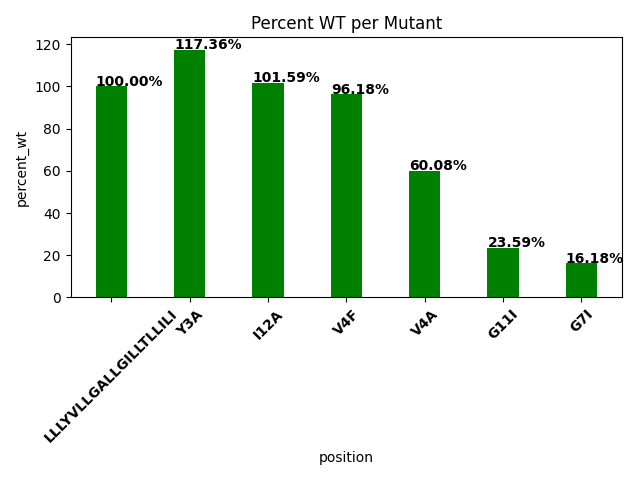 Percent WT per Mutant
percent_wt
120
100
80
60
40
20
0
100.00%
117.36%
101.59%
96.18%
60.08%
23.59%
16.18%
LLLYVLLGALLGILLTLLILI
Y3A
I12A
V4F
V4A
G11I
G7I
position